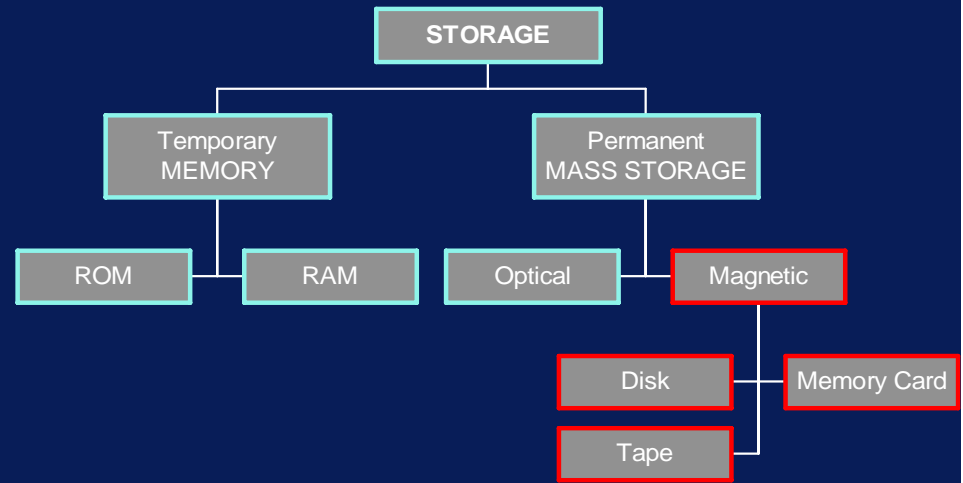 STORAGE
Temporary
MEMORY
Permanent
MASS STORAGE
ROM
RAM
Optical
Magnetic
Disk
Memory Card
Tape